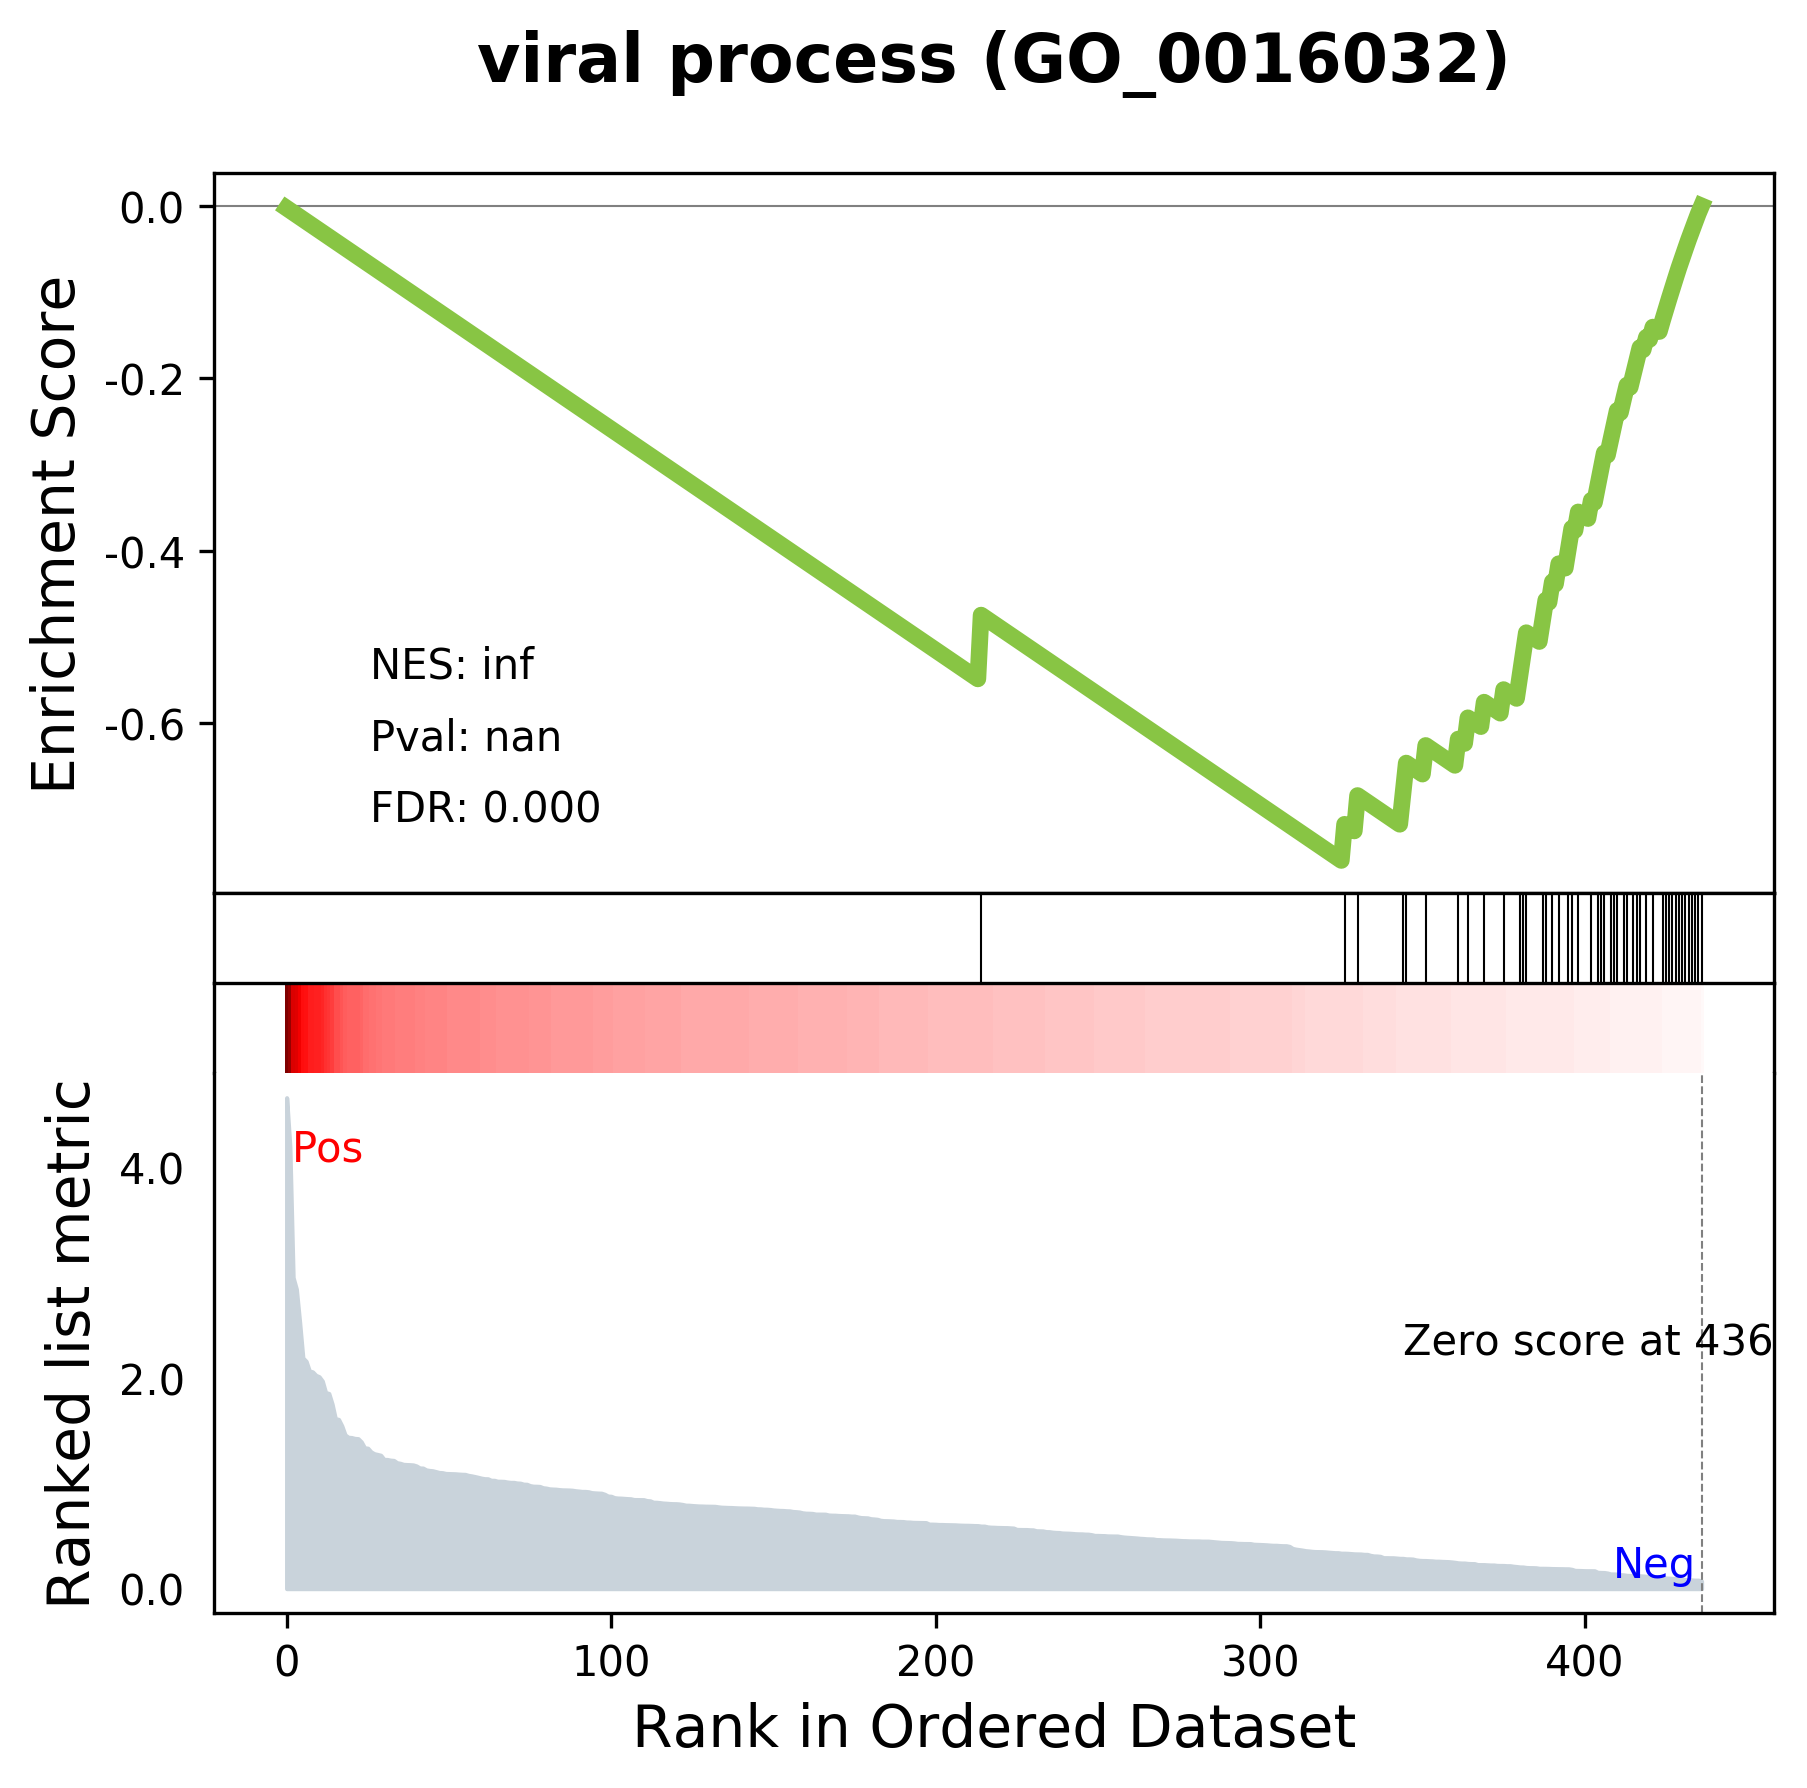 viral process (GO_0016032)
Enrichment Score
0.0
-0.2
-0.4
-0.6
NES: inf
Pval: nan
FDR: 0.000
Ranked list metric
4.0
2.0
0.0
Pos
Zero score at 436
Neg
0 100 200 300 400
Rank in Ordered Dataset